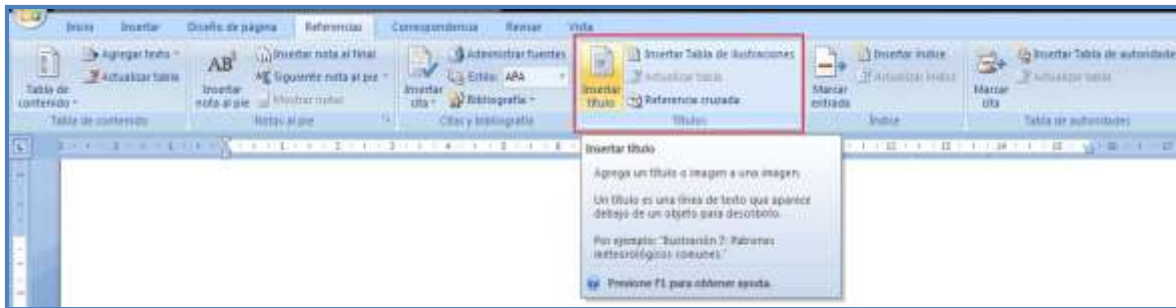 Inicio Insertar Diseño de página Referencias Correspondencia Revisar Vista
Tabla de contenido
Agregar texto
Actualizar tabla
Tabla de contenido
AB¹
Insertar nota al pie
Insertar nota al final
Siguiente nota al pie
Mostrar notas
Notas al pie
Insertar cita
Administrar fuentes
Estilo: APA
Bibliografía
Citas y bibliografía
Insertar título
Insertar Tabla de ilustraciones
Actualizar tabla
Referencia cruzada
Títulos
Marcar entrada
Insertar índice
Actualizar índice
Índice
Marcar cita
Insertar Tabla de autoridades
Actualizar tabla
Tabla de autoridades
Insertar título
Agrega un título o imagen a una imagen.
Un título es una línea de texto que aparece
debajo de un objeto para describirlo.
Por ejemplo: "Ilustración 7: Patrones
meteorológicos comunes."
Presione F1 para obtener ayuda.